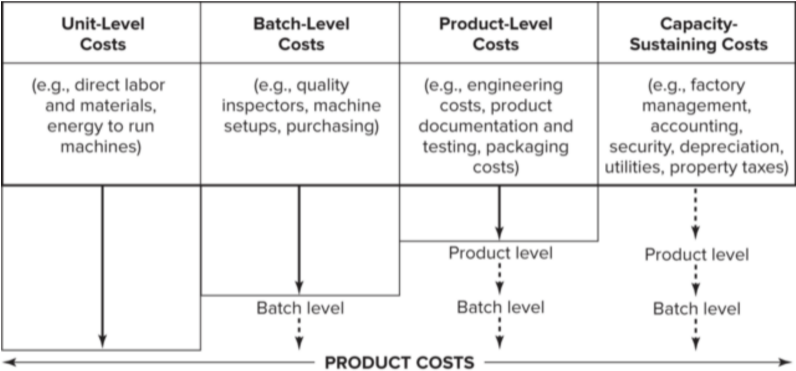 Unit-Level
Costs
Batch-Level
Costs
Product-Level
Costs
Capacity-
Sustaining Costs
(e.g., direct labor
and materials,
energy to run
machines)
(e.g., quality
inspectors, machine
setups, purchasing)
(e.g., engineering
costs, product
documentation and
testing, packaging
costs)
(e.g., factory
management,
accounting,
security, depreciation,
utilities, property taxes)
Product level
Product level
Batch level
Batch level
Batch level
PRODUCT COSTS